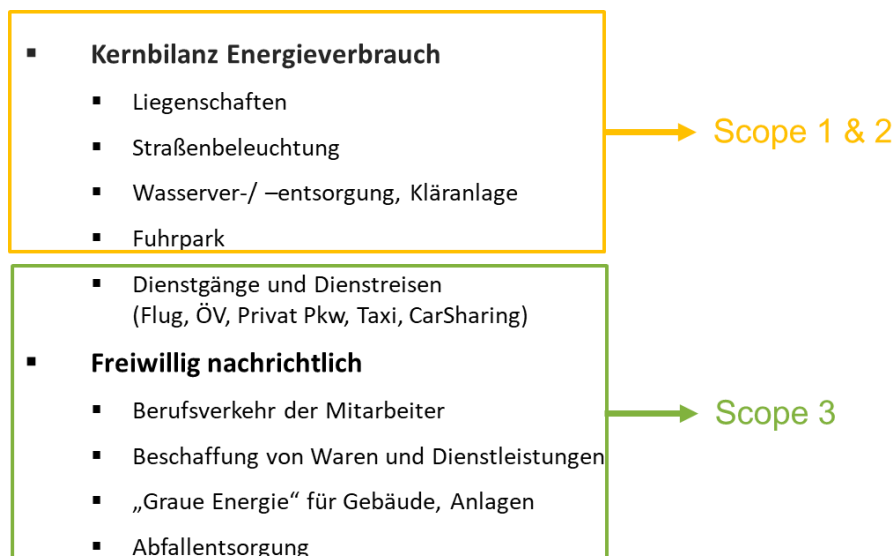 ▪ Kernbilanz Energieverbrauch
▪ Liegenschaften
▪ Straßenbeleuchtung
▪ Wasserver-/ –entsorgung, Kläranlage
▪ Fuhrpark
Scope 1 & 2
▪ Dienstgänge und Dienstreisen
(Flug, ÖV, Privat Pkw, Taxi, CarSharing)
▪ Freiwillig nachrichtlich
▪ Berufsverkehr der Mitarbeiter
▪ Beschaffung von Waren und Dienstleistungen
▪ „Graue Energie“ für Gebäude, Anlagen
▪ Abfallentsorgung
Scope 3